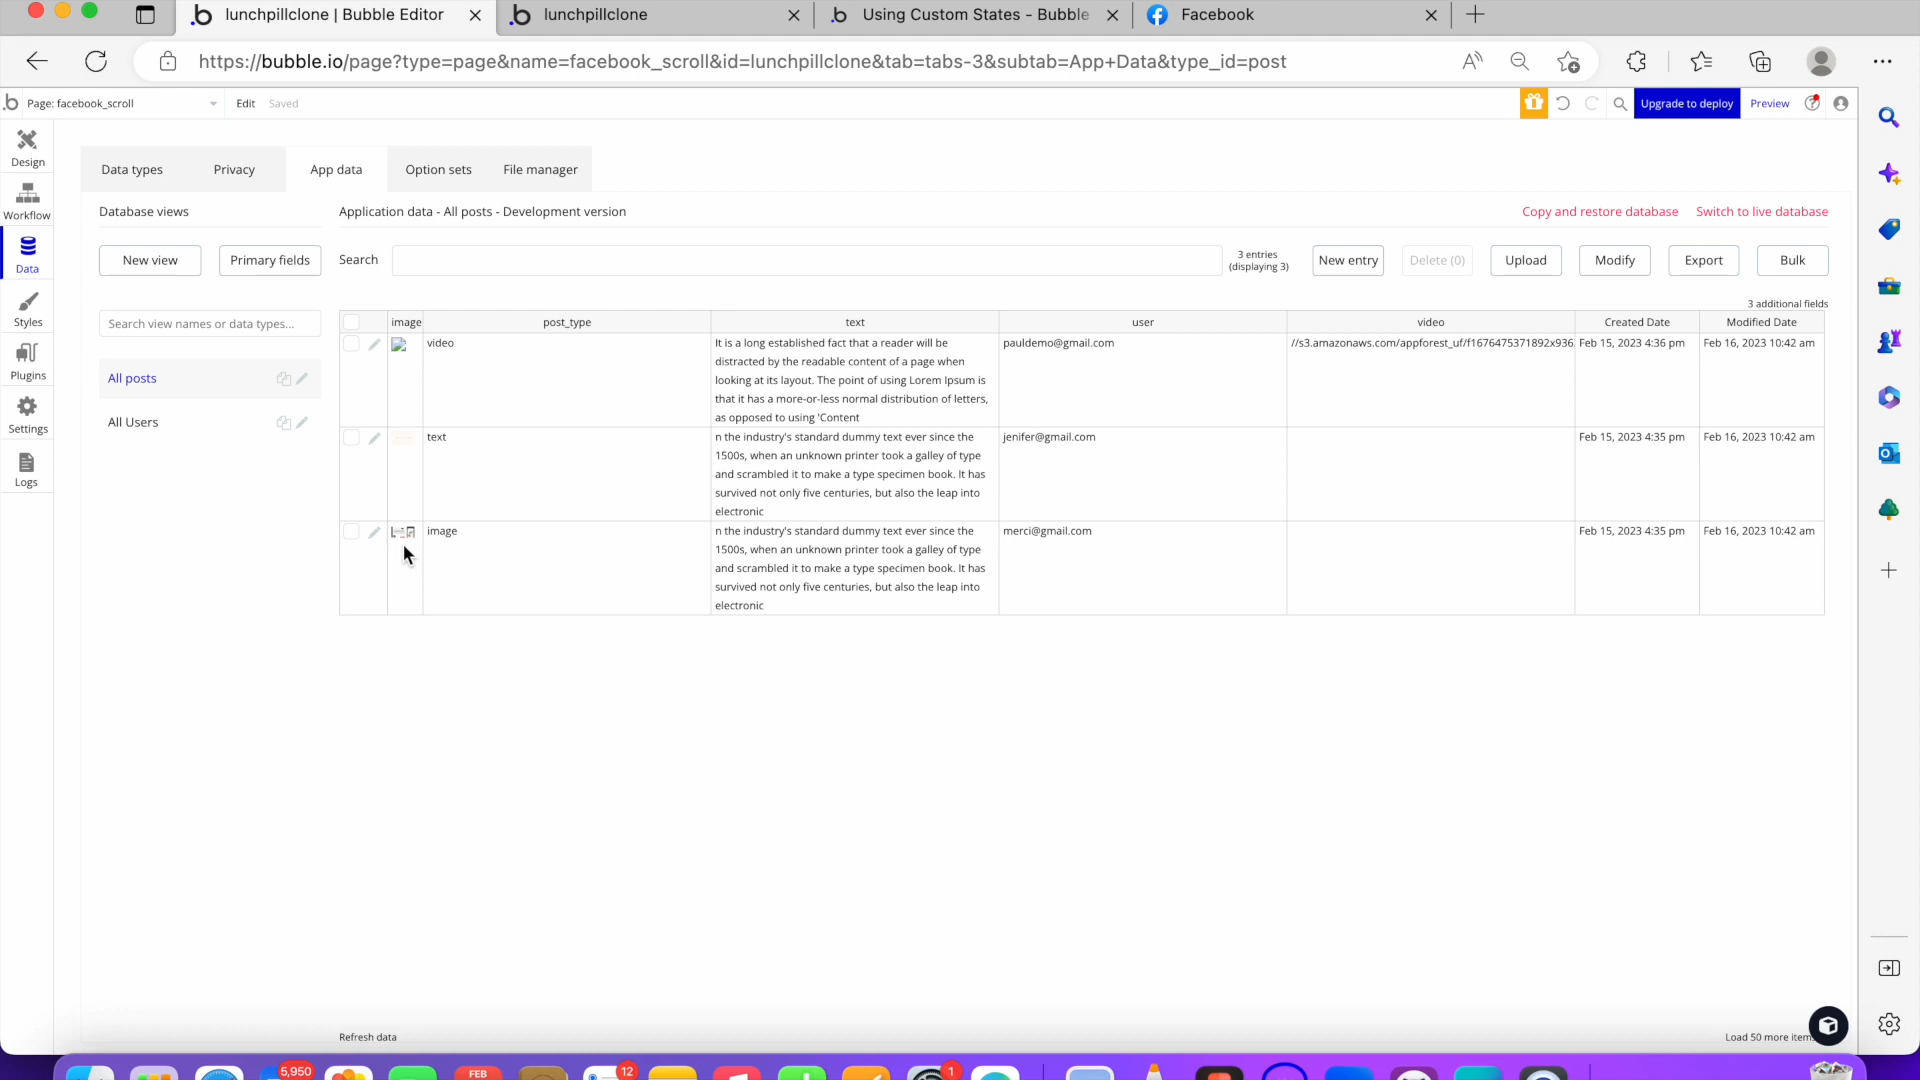 lunchpillclone | Bubble Editor
lunchpillclone
Using Custom States - Bubble
Facebook
https://bubble.io/page?type=page&name=facebook_scroll&id=lunchpillclone&tab=tabs-3&subtab=App+Data&type_id=post
Page: facebook_scroll
Edit
Saved
Upgrade to deploy
Preview
Design
Workflow
Data
Styles
Plugins
Settings
Logs
Data types
Privacy
App data
Option sets
File manager
Database views
Application data - All posts - Development version
Copy and restore database
Switch to live database
New view
Primary fields
Search
3 entries
(displaying 3)
New entry
Delete (0)
Upload
Modify
Export
Bulk
3 additional fields
Search view names or data types...
All posts
All Users
image
post_type
text
user
video
Created Date
Modified Date
video
It is a long established fact that a reader will be
distracted by the readable content of a page when
looking at its layout. The point of using Lorem Ipsum is
that it has a more-or-less normal distribution of letters,
as opposed to using 'Content
pauldemo@gmail.com
//s3.amazonaws.com/appforest_uf/f1676475371892x936
Feb 15, 2023 4:36 pm
Feb 16, 2023 10:42 am
text
n the industry's standard dummy text ever since the
1500s, when an unknown printer took a galley of type
and scrambled it to make a type specimen book. It has
survived not only five centuries, but also the leap into
electronic
jenifer@gmail.com
Feb 15, 2023 4:35 pm
Feb 16, 2023 10:42 am
image
n the industry's standard dummy text ever since the
1500s, when an unknown printer took a galley of type
and scrambled it to make a type specimen book. It has
survived not only five centuries, but also the leap into
electronic
merci@gmail.com
Feb 15, 2023 4:35 pm
Feb 16, 2023 10:42 am
Refresh data
Load 50 more items
5,950
FEB
12
1